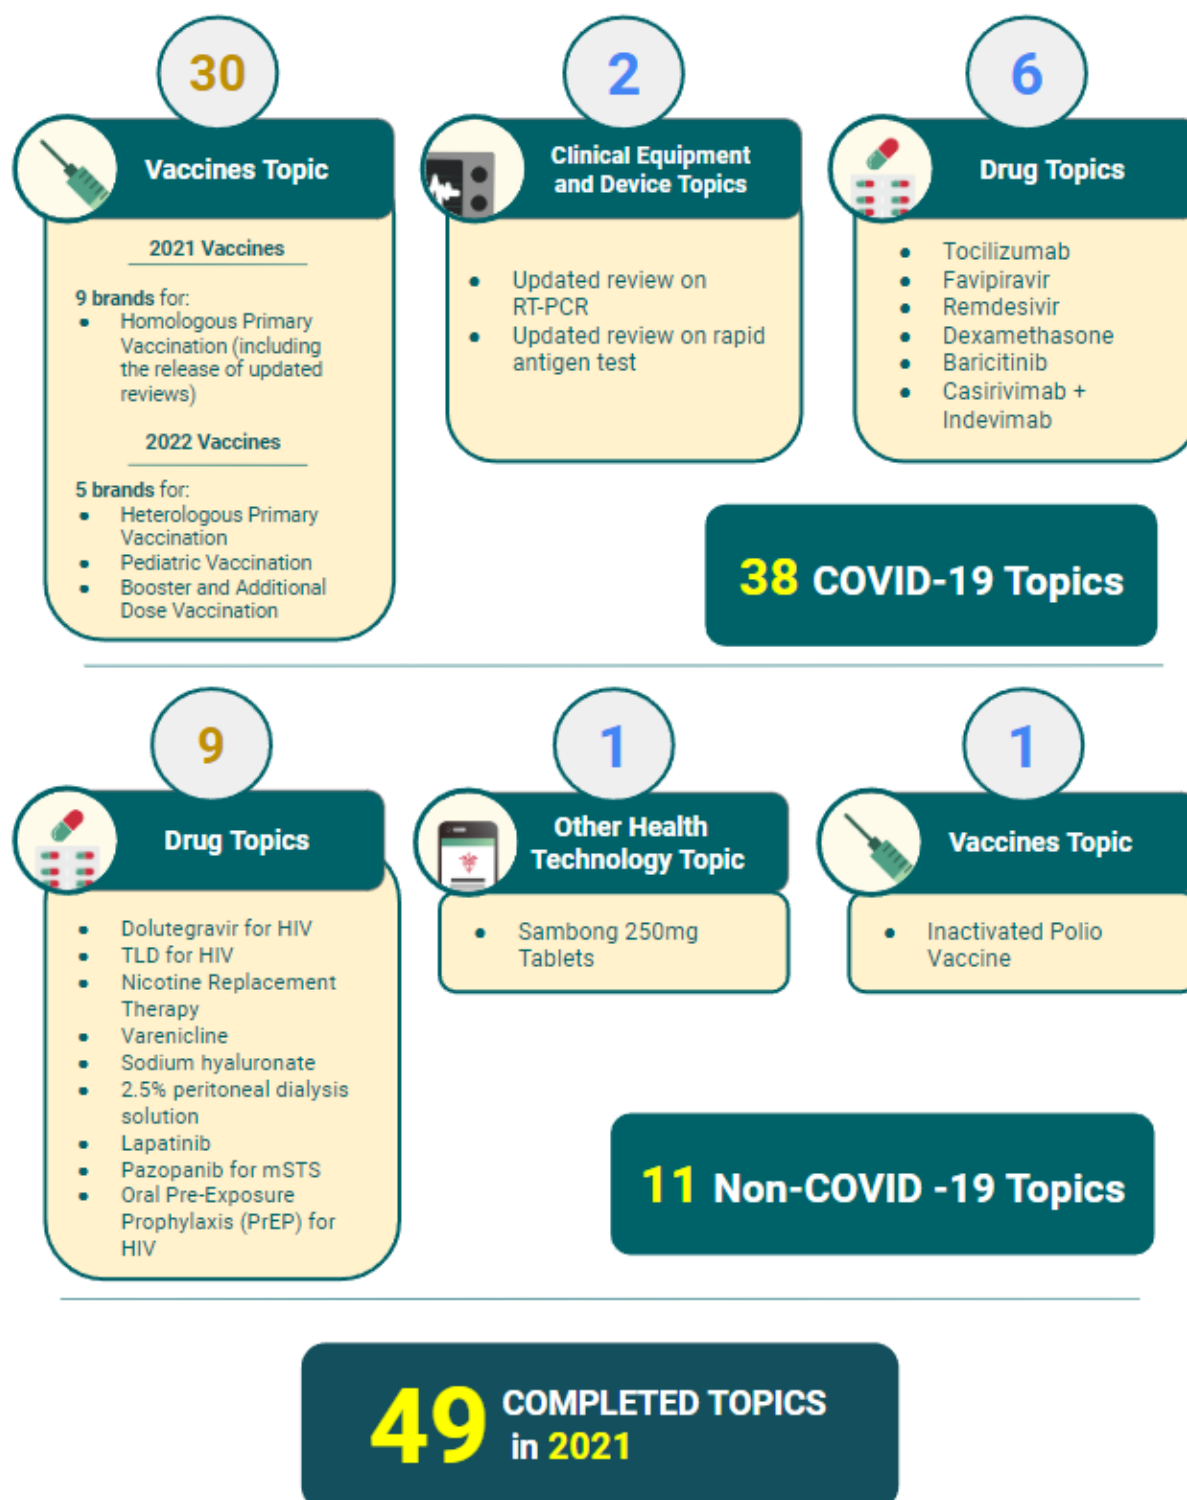 30
Vaccines Topic
2021 Vaccines
9 brands for:
● Homologous Primary
Vaccination (including
the release of updated
reviews)
2022 Vaccines
5 brands for:
● Heterologous Primary
Vaccination
● Pediatric Vaccination
● Booster and Additional
Dose Vaccination
2
Clinical Equipment
and Device Topics
● Updated review on
RT-PCR
● Updated review on rapid
antigen test
6
Drug Topics
● Tocilizumab
● Favipiravir
● Remdesivir
● Dexamethasone
● Baricitinib
● Casirivimab +
Indevimab
38 COVID-19 Topics
9
Drug Topics
● Dolutegravir for HIV
● TLD for HIV
● Nicotine Replacement
Therapy
● Varenicline
● Sodium hyaluronate
● 2.5% peritoneal dialysis
solution
● Lapatinib
● Pazopanib for mSTS
● Oral Pre-Exposure
Prophylaxis (PrEP) for
HIV
1
Other Health
Technology Topic
● Sambong 250mg
Tablets
1
Vaccines Topic
● Inactivated Polio
Vaccine
11 Non-COVID -19 Topics
49 COMPLETED TOPICS
in 2021